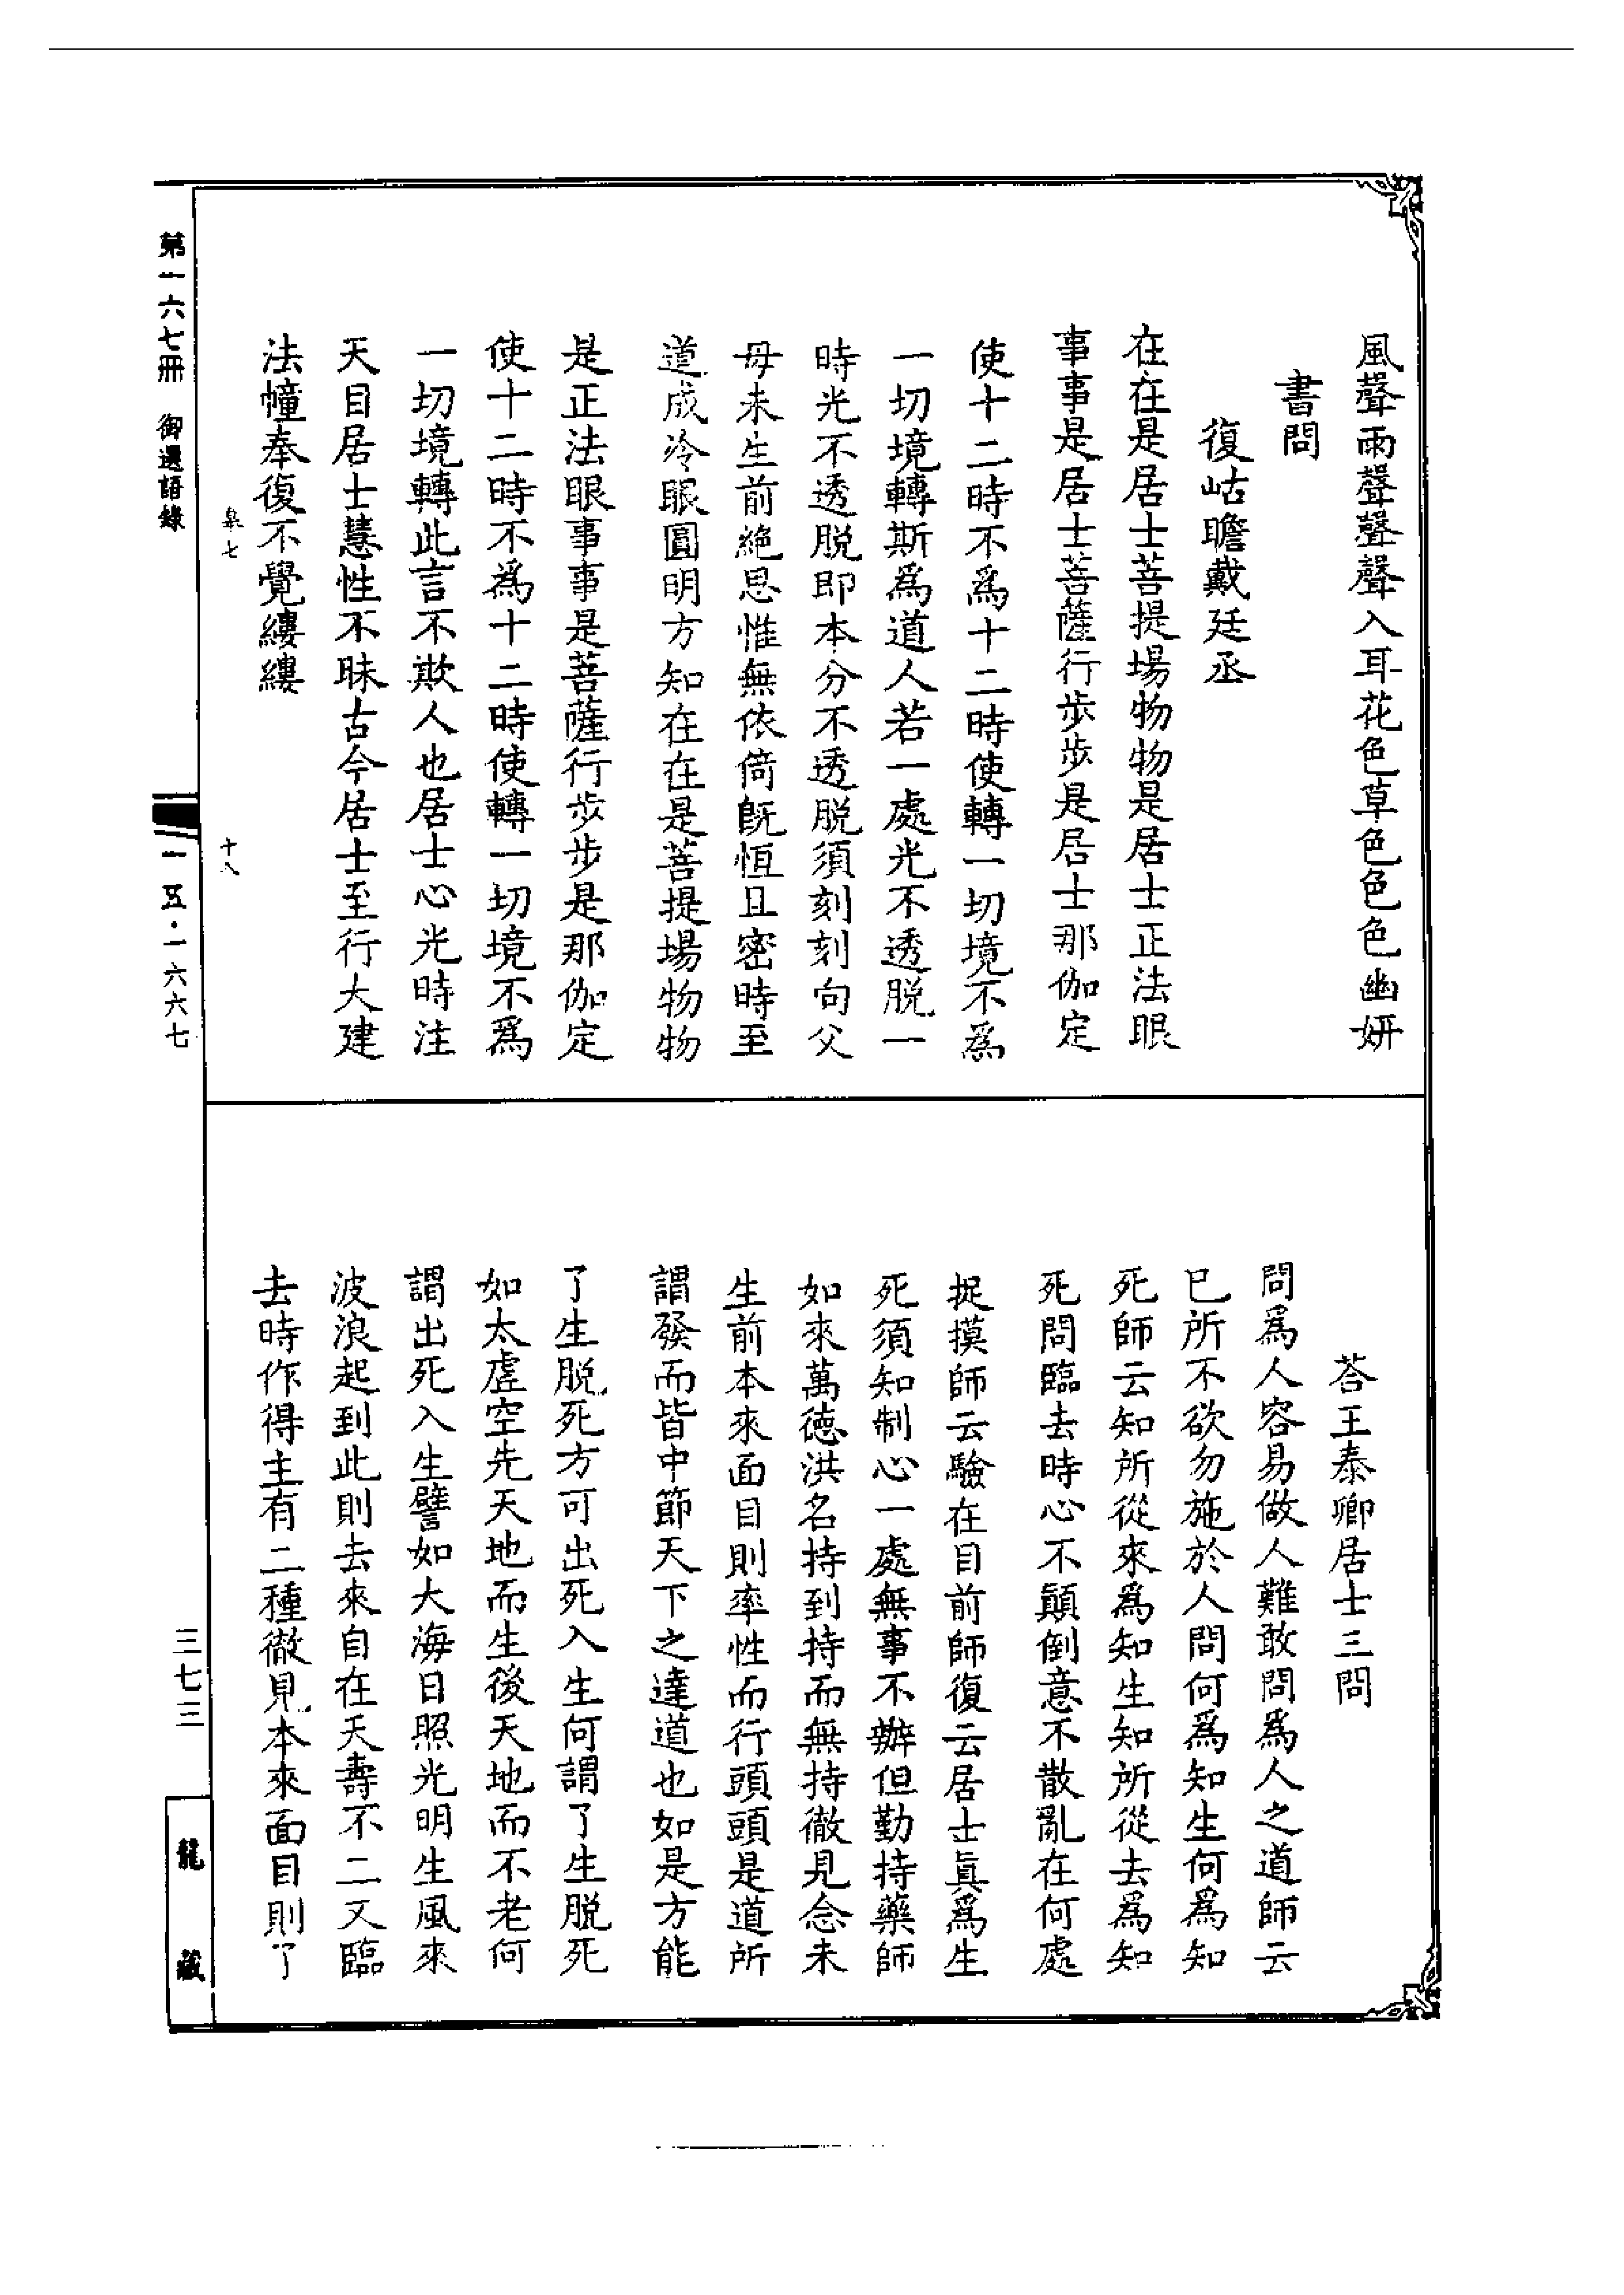 風聲雨聲聲聲入耳花色草色色色幽妍
書問
復岵瞻戴廷丞
在在是居士菩提場物物是居士正法眼
事事是居士菩薩行步步是居士那伽定
使十二時不爲十二時使轉一切境不爲
一切境轉斯爲道人若一處光不透脫一
時光不透脫即本分不透脫須刻刻向父
母未生前絕思惟無依倚既恒且密時至
道成冷眼圓明方知在在是菩提場物物
是正法眼事事是菩薩行步步是那伽定
使十二時不爲十二時使轉一切境不爲
一切境轉此言不欺人也居士心光時注
天目居士慧性不昧古今居士至行大建
法幢奉復不覺縷縷
臯七
十八
答王泰卿居士三問
問爲人容易做人難敢問爲人之道師云
已所不欲勿施於人問何爲知生何爲知
死師云知所從來爲知生知所從去爲知
死問臨去時心不顛倒意不散亂在何處
捉摸師云驗在目前師復云居士眞爲生
死須知制心一處無事不辦但勤持藥師
如來萬德洪名持到持而無持徹見念未
生前本來面目則率性而行頭頭是道所
謂發而皆中節天下之達道也如是方能
了生脫死方可出死入生何謂了生脫死
如太虛空先天地而生後天地而不老何
謂出死入生譬如大海日照光明生風來
波浪起到此則去來自在夭壽不二又臨
去時作得主有二種徹見本來面目則了
第一六七冊 御選語錄
一五·一六六七
三七三
龍藏